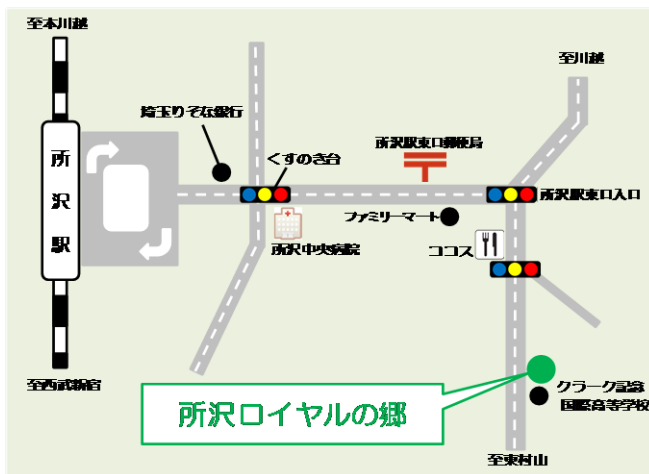 至本川越
至川越
埼玉りそな銀行
所沢駅東口郵便局
くすのき台
所沢駅
所沢駅東口入口
ファミリーマート
所沢中央病院
ココス
至西武新宿
所沢ロイヤルの郷
クラーク記念
国際高等学校
至東村山